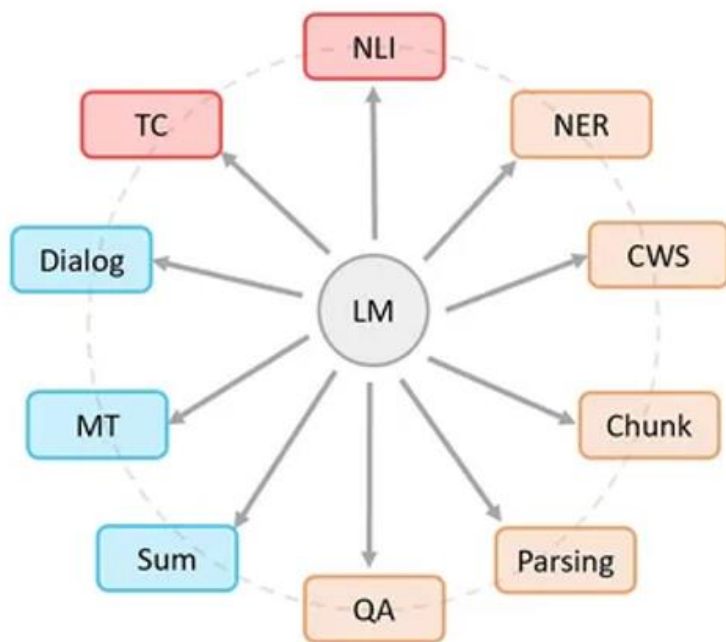 NLI
TC
NER
Dialog
CWS
LM
MT
Chunk
Sum
Parsing
QA